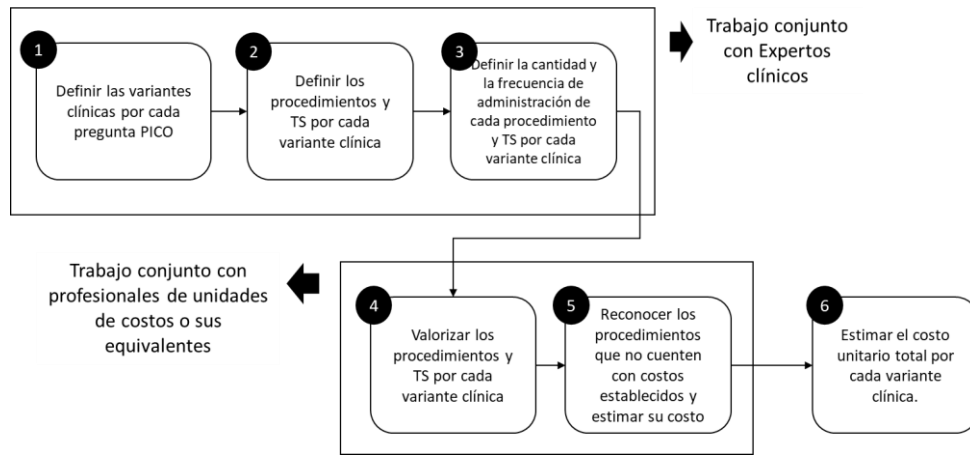 1
Definir las variantes
clínicas por cada
pregunta PICO
2
Definir los
procedimientos y
TS por cada
variante clínica
3
Definir la cantidad y
la frecuencia de
administración de
cada procedimiento
y TS por cada
variante clínica
Trabajo conjunto
con Expertos
clínicos
Trabajo conjunto con
profesionales de unidades
de costos o sus
equivalentes
4
Valorizar los
procedimientos y
TS por cada
variante clínica
5
Reconocer los
procedimientos
que no cuenten
con costos
establecidos y
estimar su costo
6
Estimar el costo
unitario total por
cada variante
clínica.